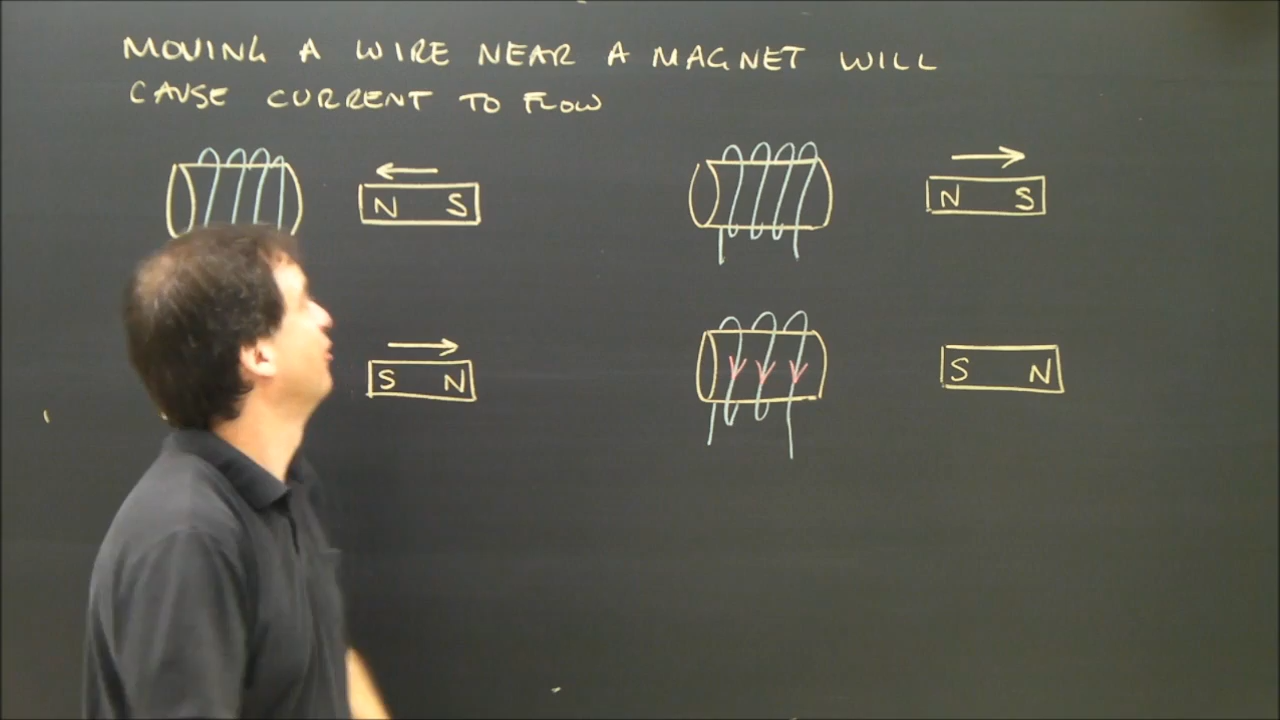 MOVING A WIRE NEAR A MAGNET WILL
CAUSE CURRENT TO FLOW
N S
N S
S N
S N